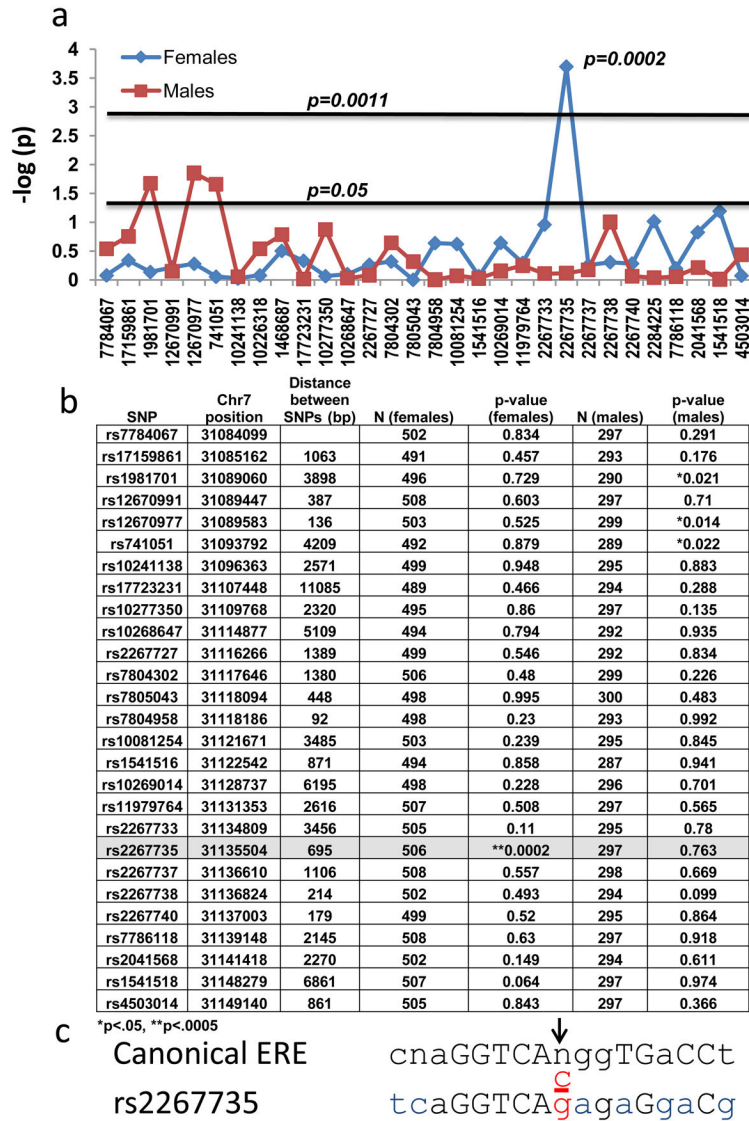 a
4
3.5
3
2.5
2
1.5
1
0.5
0
-log (p)
Females
Males
p=0.0002
p=0.0011
p=0.05
7784067
17159861
1981701
12670991
12670977
741051
10241138
10226318
1468687
17723231
10277350
10268647
2267727
7804302
7805043
7804958
10081254
1541516
10269014
11979764
2267733
2267735
2267737
2267738
2267740
2284225
7786118
2041568
1541518
4503014
b
SNP Chr7 position Distance between SNPs (bp) N (females) p-value (females) N (males) p-value (males)
rs7784067 31084099 502 0.834 297 0.291
rs17159861 31085162 1063 491 0.457 293 0.176
rs1981701 31089060 3898 496 0.729 290 *0.021
rs12670991 31089447 387 508 0.603 297 0.71
rs12670977 31089583 136 503 0.525 299 *0.014
rs741051 31093792 4209 492 0.879 289 *0.022
rs10241138 31096363 2571 499 0.948 295 0.883
rs17723231 31107448 11085 489 0.466 294 0.288
rs10277350 31109768 2320 495 0.86 297 0.135
rs10268647 31114877 5109 494 0.794 292 0.935
rs2267727 31116266 1389 499 0.546 292 0.834
rs7804302 31117646 1380 506 0.48 299 0.226
rs7805043 31118094 448 498 0.995 300 0.483
rs7804958 31118186 92 498 0.23 293 0.992
rs10081254 31121671 3485 503 0.239 295 0.845
rs1541516 31122542 871 494 0.858 287 0.941
rs10269014 31128737 6195 498 0.228 296 0.701
rs11979764 31131353 2616 507 0.508 297 0.565
rs2267733 31134809 3456 505 0.11 295 0.78
rs2267735 31135504 695 506 **0.0002 297 0.763
rs2267737 31136610 1106 508 0.557 298 0.669
rs2267738 31136824 214 502 0.493 294 0.099
rs2267740 31137003 179 499 0.52 295 0.864
rs7786118 31139148 2145 508 0.63 297 0.918
rs2041568 31141418 2270 502 0.149 294 0.611
rs1541518 31148279 6861 507 0.064 297 0.974
rs4503014 31149140 861 505 0.843 297 0.366
*p<.05, **p<.0005
c
Canonical ERE cnaGGTCAnggTGaCCt
c
rs2267735 tcaGGTCAgagaGgaCg